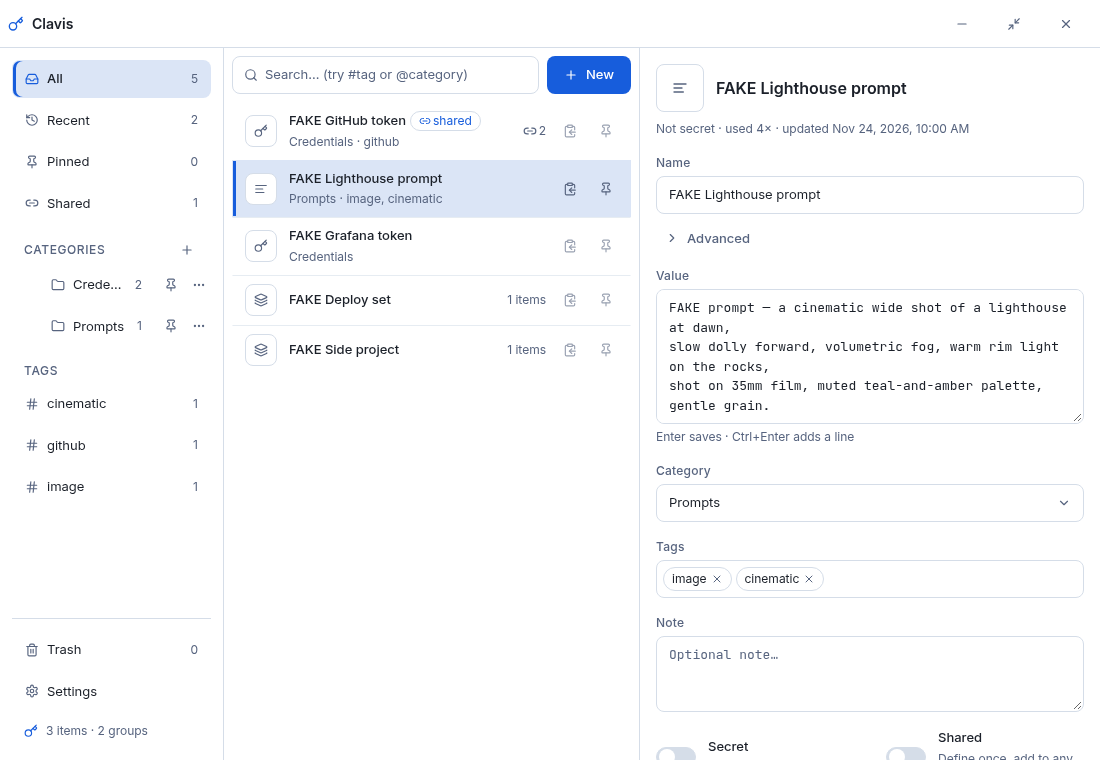 Clavis
All 5
Recent 2
Pinned 0
Shared 1
CATEGORIES
Crede... 2
Prompts 1
TAGS
cinematic 1
github 1
image 1
Trash 0
Settings
3 items · 2 groups
Search... (try #tag or @category)
New
FAKE GitHub token shared
Credentials · github
2
FAKE Lighthouse prompt
Prompts · image, cinematic
FAKE Grafana token
Credentials
FAKE Deploy set 1 items
FAKE Side project 1 items
FAKE Lighthouse prompt
Not secret · used 4× · updated Nov 24, 2026, 10:00 AM
Name
FAKE Lighthouse prompt
Advanced
Value
FAKE prompt — a cinematic wide shot of a lighthouse
at dawn,
slow dolly forward, volumetric fog, warm rim light
on the rocks,
shot on 35mm film, muted teal-and-amber palette,
gentle grain.
Enter saves · Ctrl+Enter adds a line
Category
Prompts
Tags
image cinematic
Note
Optional note…
Secret
Shared
Define once, add to any